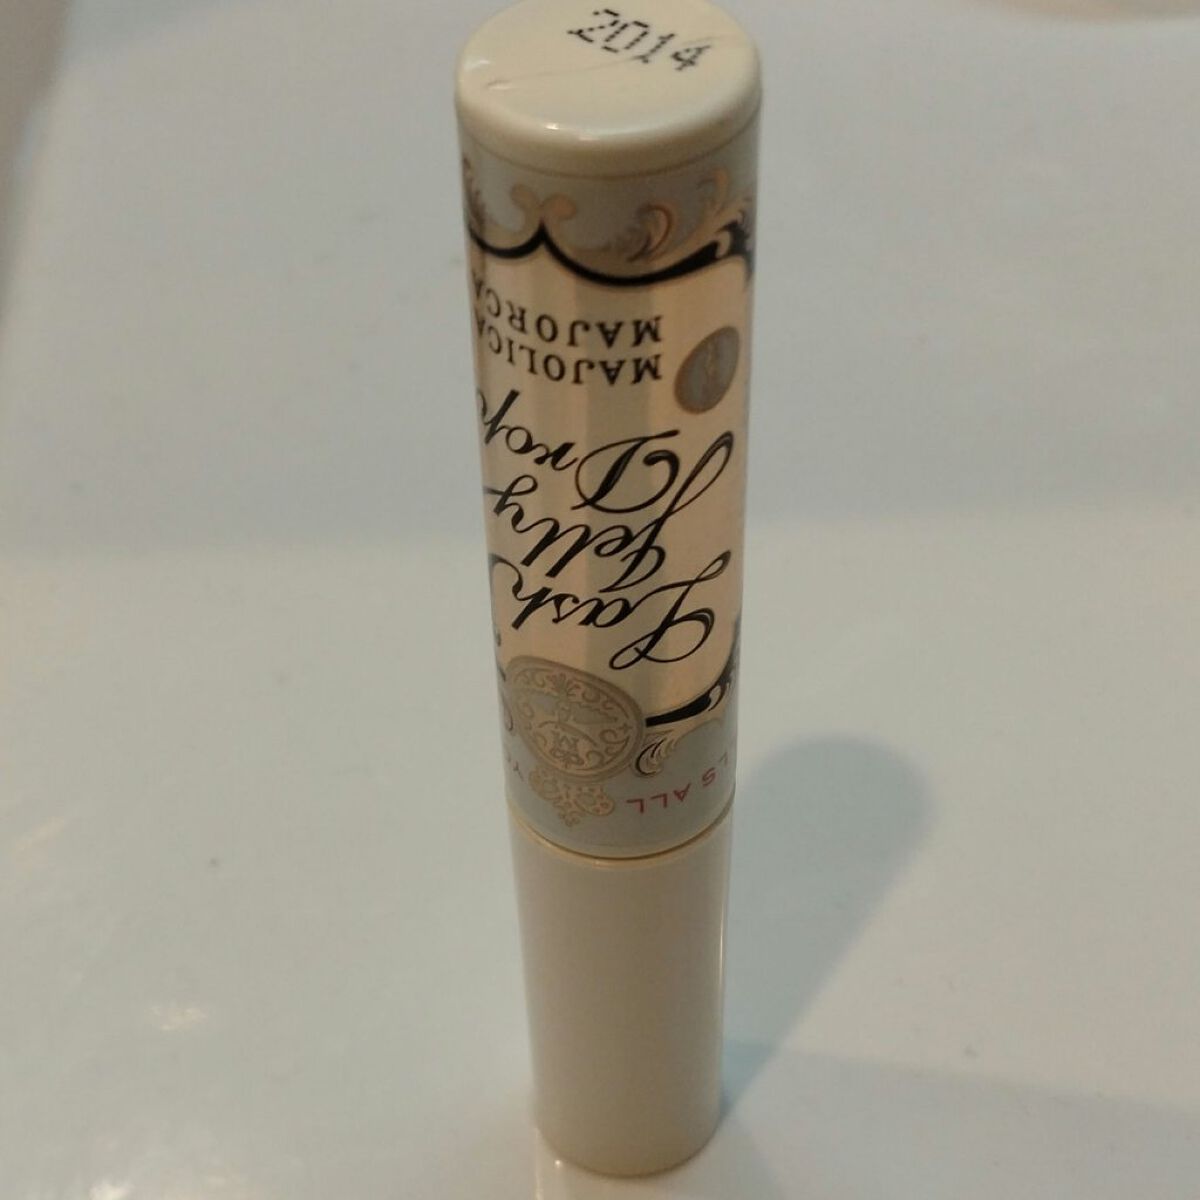 2014
MAJOLICA
MAJORCA
Lash
Jelly
Drop
LS ALL